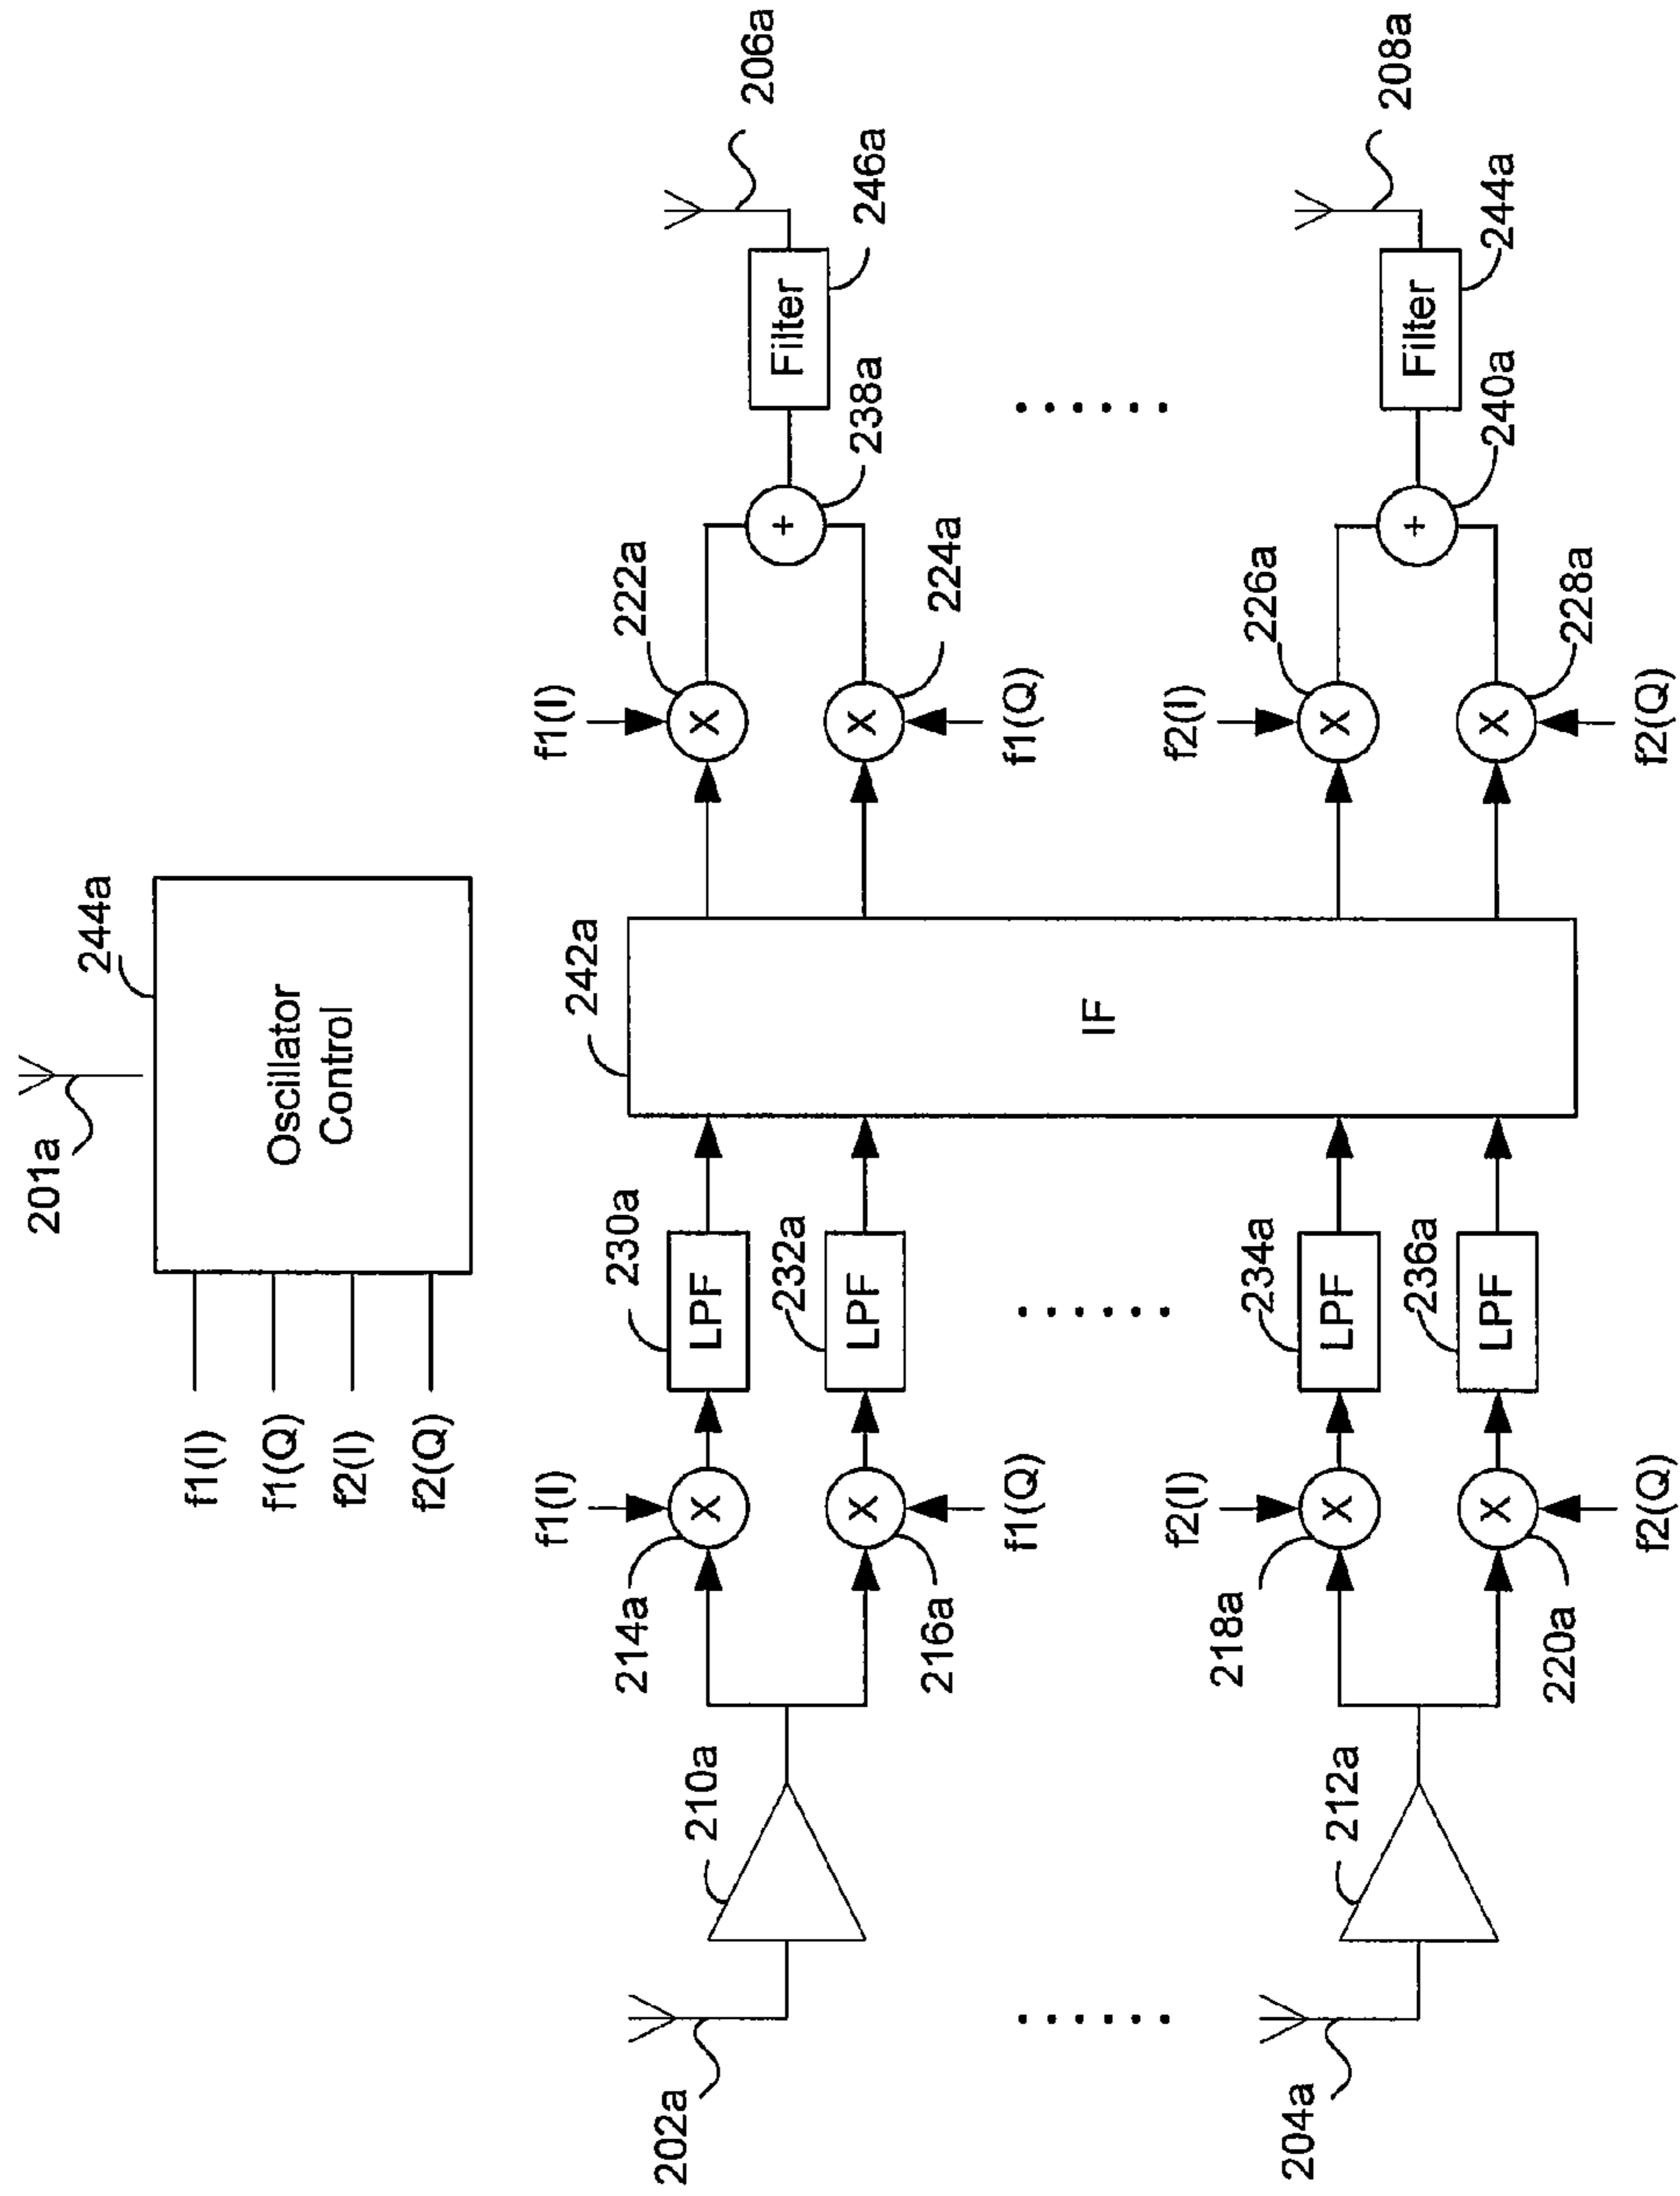 201a
244a
Oscillator
Control
f1(I)
f1(Q)
f2(I)
f2(Q)
202a
210a
214a
f1(I)
X
216a
f1(Q)
X
230a
LPF
232a
LPF
242a
IF
f1(I)
222a
X
f1(Q)
224a
X
238a
+
Filter
246a
206a
204a
212a
218a
f2(I)
X
220a
f2(Q)
X
234a
LPF
236a
LPF
f2(I)
226a
X
f2(Q)
228a
X
240a
+
Filter
244a
208a